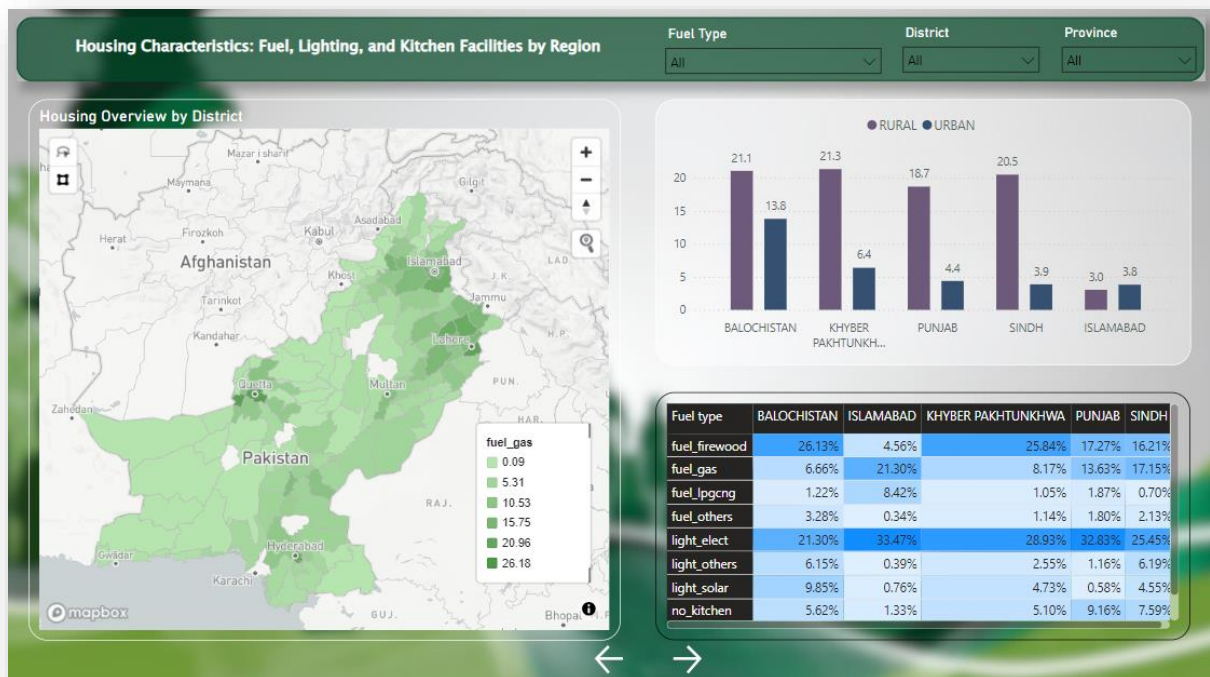 Housing Characteristics: Fuel, Lighting, and Kitchen Facilities by Region
Fuel Type
All
District
All
Province
All
Housing Overview by District
Mazar i sharif
Maymana
Gilgit
Asadabad
Herat
Firozkoh
Kabul
Afghanistan
Islamabad
LAD
Khost
J.K.
Tarinkot
Jammu
Kandahar
Lahore
H.P.
Quetta
Multan
PUN.
Zahedan
HAR.
Pakistan
RAJ.
Gwadar
Hyderabad
Karachi
GUJ.
Bhopal
M.P.
mapbox
fuel_gas
0.09
5.31
10.53
15.75
20.96
26.18
RURAL URBAN
20
15
10
5
0
21.1 13.8 21.3 6.4 18.7 4.4 20.5 3.9 3.0 3.8
BALOCHISTAN KHYBER PUNJAB SINDH ISLAMABAD
PAKHTUNKH...
Fuel type BALOCHISTAN ISLAMABAD KHYBER PAKHTUNKHWA PUNJAB SINDH
fuel_firewood 26.13% 4.56% 25.84% 17.27% 16.21%
fuel_gas 6.66% 21.30% 8.17% 13.63% 17.15%
fuel_lpgcng 1.22% 8.42% 1.05% 1.87% 0.70%
fuel_others 3.28% 0.34% 1.14% 1.80% 2.13%
light_elect 21.30% 33.47% 28.93% 32.83% 25.45%
light_others 6.15% 0.39% 2.55% 1.16% 6.19%
light_solar 9.85% 0.76% 4.73% 0.58% 4.55%
no_kitchen 5.62% 1.33% 5.10% 9.16% 7.59%